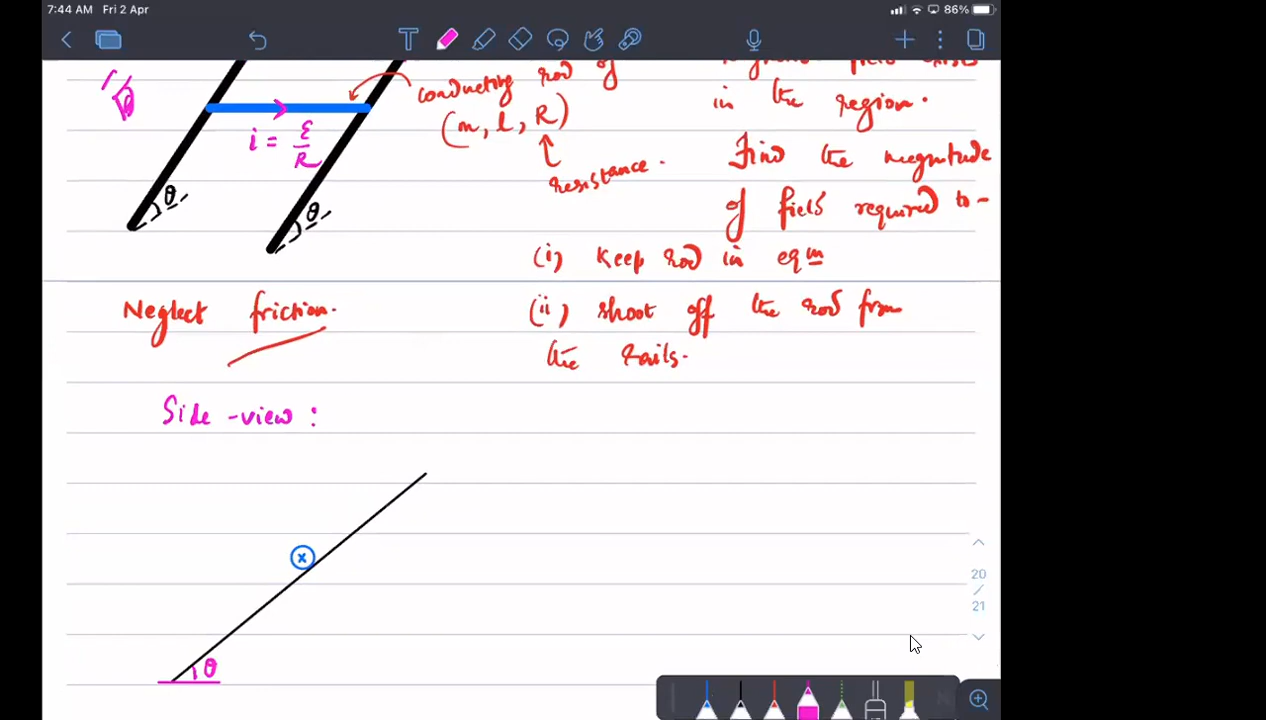 7:44 AM Fri 2 Apr
86%
field exists
in the region.
conducting rod of
(m, l, R)
resistance.
i = ε/R
θ
θ
Find the magnitude
of field required to-
(i) keep rod in eqm
(ii) shoot off the rod from
the rails.
Neglect friction.
Side-view:
x
θ
20
/
21